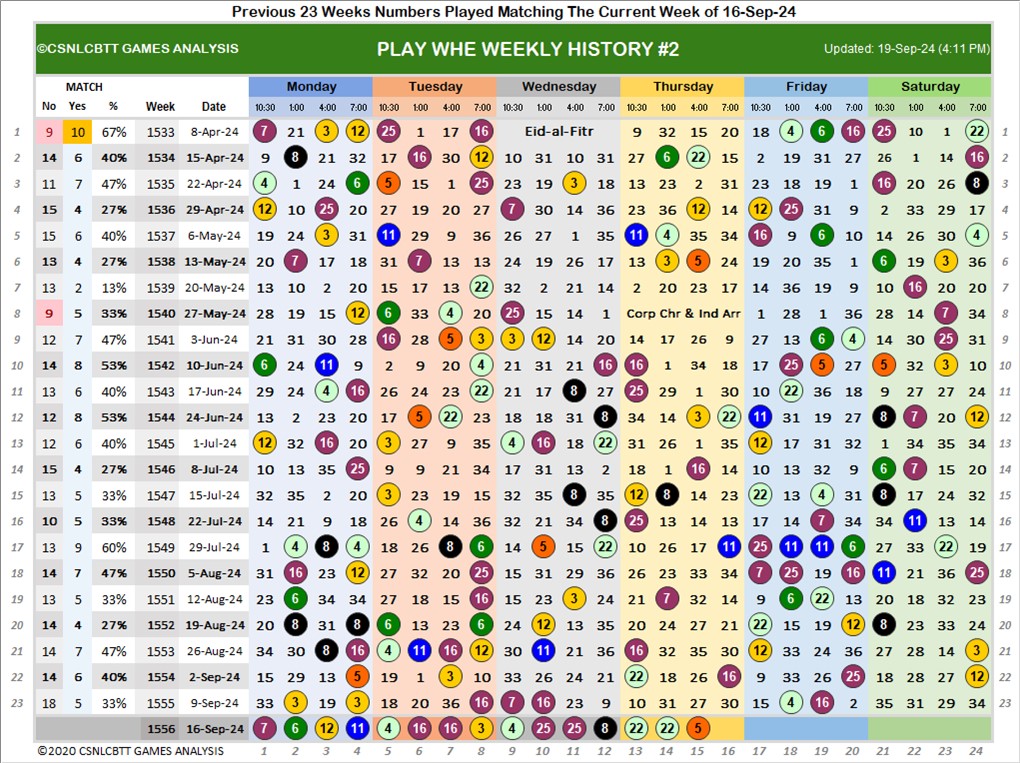 Previous 23 Weeks Numbers Played Matching The Current Week of 16-Sep-24
©CSNLCBTT GAMES ANALYSIS PLAY WHE WEEKLY HISTORY #2 Updated: 19-Sep-24 (4:11 PM)
MATCH Monday Tuesday Wednesday Thursday Friday Saturday
No Yes % Week Date 10:30 1:00 4:00 7:00 10:30 1:00 4:00 7:00 10:30 1:00 4:00 7:00 10:30 1:00 4:00 7:00 10:30 1:00 4:00 7:00 10:30 1:00 4:00 7:00
1 9 10 67% 1533 8-Apr-24 7 21 3 12 25 1 17 16 Eid-al-Fitr 9 32 15 20 18 4 6 16 25 10 1 22 1
2 14 6 40% 1534 15-Apr-24 9 8 21 32 17 16 30 12 10 31 10 31 27 6 22 15 2 19 31 27 26 1 14 16 2
3 11 7 47% 1535 22-Apr-24 4 1 24 6 5 15 1 25 23 19 3 18 13 23 2 31 23 18 19 1 16 20 26 8 3
4 15 4 27% 1536 29-Apr-24 12 10 25 20 27 19 20 27 7 30 14 36 23 36 12 14 12 25 31 9 2 33 29 17 4
5 15 6 40% 1537 6-May-24 19 24 3 31 11 29 9 36 26 27 1 35 11 4 35 34 16 9 6 10 14 26 30 4 5
6 13 4 27% 1538 13-May-24 20 7 17 18 31 7 13 13 24 19 26 17 13 3 5 24 19 20 35 1 6 19 3 36 6
7 13 2 13% 1539 20-May-24 13 10 2 20 15 17 13 22 32 2 21 14 2 20 23 17 14 36 19 9 10 16 20 20 7
8 9 5 33% 1540 27-May-24 28 19 15 12 6 33 4 20 25 15 14 1 Corp Chr & Ind Arr 1 28 1 36 28 14 7 34 8
9 12 7 47% 1541 3-Jun-24 21 31 30 28 16 28 5 3 3 12 14 20 14 17 26 9 27 13 6 4 14 30 25 31 9
10 14 8 53% 1542 10-Jun-24 6 24 11 9 2 9 20 4 21 31 21 16 16 1 34 18 17 25 5 27 5 32 3 10 10
11 13 6 40% 1543 17-Jun-24 29 24 4 16 26 24 23 22 21 17 8 27 25 29 1 30 10 22 36 18 9 27 27 24 11
12 12 8 53% 1544 24-Jun-24 13 2 23 20 17 5 22 23 18 18 31 8 34 14 3 22 11 31 19 27 8 7 20 12 12
13 12 6 40% 1545 1-Jul-24 12 32 16 20 3 27 9 35 4 16 18 22 31 26 1 35 12 17 31 32 1 34 35 34 13
14 15 4 27% 1546 8-Jul-24 10 13 35 25 9 9 21 34 17 31 13 2 18 1 16 14 10 13 32 9 6 7 15 20 14
15 13 5 33% 1547 15-Jul-24 32 35 2 20 3 23 19 15 32 35 8 35 12 8 14 23 22 13 4 31 8 17 24 32 15
16 10 5 33% 1548 22-Jul-24 14 21 9 18 26 4 14 36 32 21 34 8 25 13 14 13 17 14 7 34 34 11 13 14 16
17 13 9 60% 1549 29-Jul-24 1 4 8 4 18 26 8 6 14 5 15 22 10 26 17 11 25 11 11 6 27 33 22 19 17
18 14 7 47% 1550 5-Aug-24 31 16 23 12 27 32 20 25 15 31 29 36 26 23 33 34 7 25 19 16 11 21 36 25 18
19 13 5 33% 1551 12-Aug-24 23 6 34 34 27 18 15 16 15 23 3 24 21 7 32 14 9 6 22 13 20 18 32 23 19
20 14 4 27% 1552 19-Aug-24 20 8 31 8 6 13 23 6 24 12 13 35 20 24 27 21 22 15 20 12 8 23 33 24 20
21 14 7 47% 1553 26-Aug-24 30 30 8 16 4 11 16 12 30 11 21 36 16 32 35 30 12 33 24 36 27 28 14 3 21
22 14 6 40% 1554 2-Sep-24 15 29 13 5 19 1 3 10 33 26 24 21 22 18 26 16 9 33 26 25 18 28 27 12 22
23 18 5 33% 1555 9-Sep-24 33 3 19 3 18 20 36 16 7 16 23 9 10 31 27 30 15 4 16 2 35 31 29 34 23
1556 16-Sep-24 7 6 12 11 4 16 16 3 4 25 25 8 22 22 5
©2020 CSNLCBTT GAMES ANALYSIS 1 2 3 4 5 6 7 8 9 10 11 12 13 14 15 16 17 18 19 20 21 22 23 24